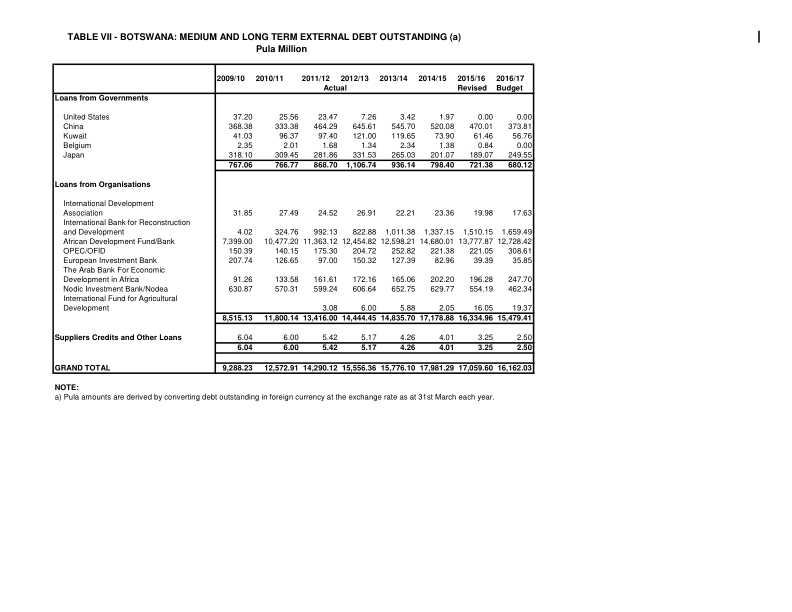 TABLE VII - BOTSWANA: MEDIUM AND LONG TERM EXTERNAL DEBT OUTSTANDING (a)
Pula Million
2009/10 2010/11 2011/12 2012/13 2013/14 2014/15 2015/16 2016/17
Actual Revised Budget
Loans from Governments
United States 37.20 25.56 23.47 7.26 3.42 1.97 0.00 0.00
China 368.38 333.38 464.29 645.61 545.70 520.08 470.01 373.81
Kuwait 41.03 96.37 97.40 121.00 119.65 73.90 61.46 56.76
Belgium 2.35 2.01 1.68 1.34 2.34 1.38 0.84 0.00
Japan 318.10 309.45 281.86 331.53 265.03 201.07 189.07 249.55
767.06 766.77 868.70 1,106.74 936.14 798.40 721.38 680.12
Loans from Organisations
International Development
Association 31.85 27.49 24.52 26.91 22.21 23.36 19.98 17.63
International Bank for Reconstruction
and Development 4.02 324.76 992.13 822.88 1,011.38 1,337.15 1,510.15 1,659.49
African Development Fund/Bank 7,399.00 10,477.20 11,363.12 12,454.82 12,598.21 14,680.01 13,777.87 12,728.42
OPEC/OFID 150.39 140.15 175.30 204.72 252.82 221.38 221.05 308.61
European Investment Bank 207.74 126.65 97.00 150.32 127.39 82.96 39.39 35.85
The Arab Bank For Economic
Development in Africa 91.26 133.58 161.61 172.16 165.06 202.20 196.28 247.70
Nodic Investment Bank/Nodea 630.87 570.31 599.24 606.64 652.75 629.77 554.19 462.34
International Fund for Agricultural
Development 3.08 6.00 5.88 2.05 16.05 19.37
8,515.13 11,800.14 13,416.00 14,444.45 14,835.70 17,178.88 16,334.96 15,479.41
Suppliers Credits and Other Loans 6.04 6.00 5.42 5.17 4.26 4.01 3.25 2.50
6.04 6.00 5.42 5.17 4.26 4.01 3.25 2.50
GRAND TOTAL 9,288.23 12,572.91 14,290.12 15,556.36 15,776.10 17,981.29 17,059.60 16,162.03
NOTE:
a) Pula amounts are derived by converting debt outstanding in foreign currency at the exchange rate as at 31st March each year.